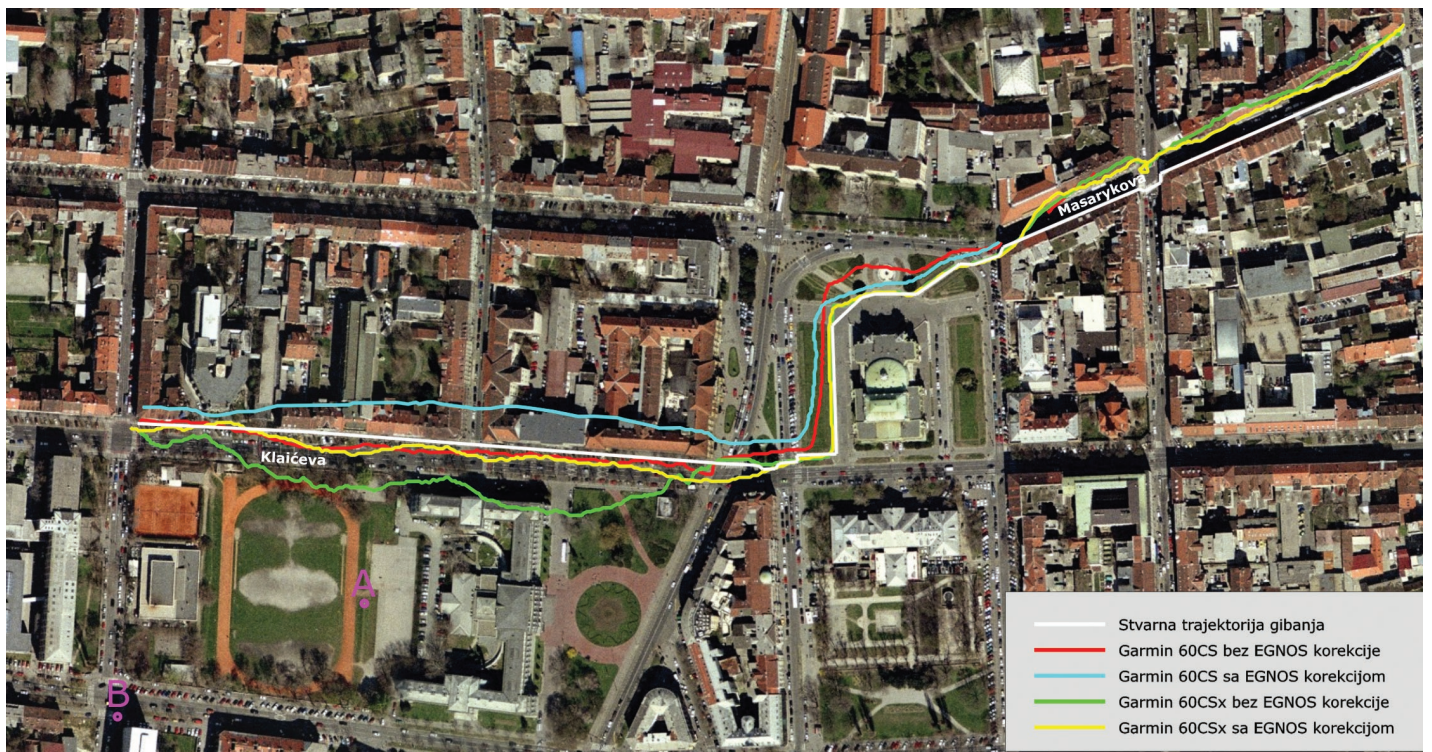 Masarykova
Klaićeva
A
B
Stvarna trajektorija gibanja
Garmin 60CS bez EGNOS korekcije
Garmin 60CS sa EGNOS korekcijom
Garmin 60CSx bez EGNOS korekcije
Garmin 60CSx sa EGNOS korekcijom